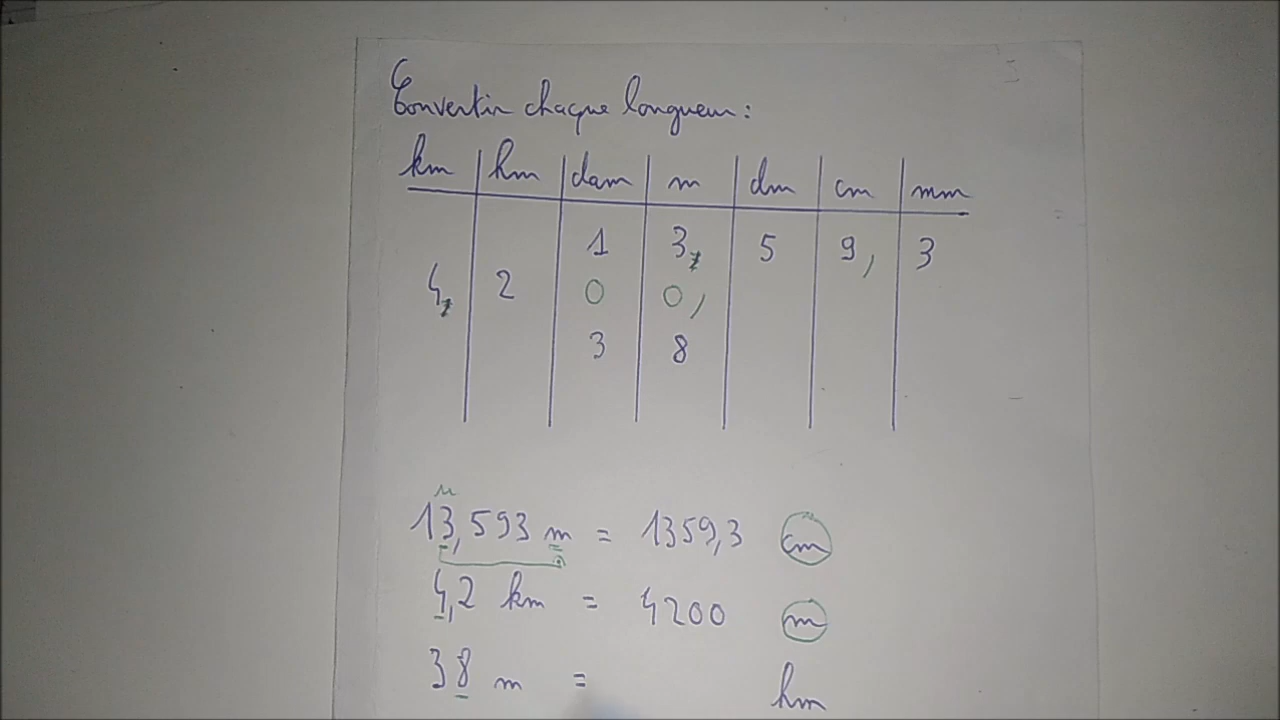 Convertir chaque longueur :
km hm dam m dm cm mm
1 3, 5 9, 3
4, 2 0 0,
3 8
u
13,593 m = 1359,3 cm
4,2 km = 4200 m
38 m = hm